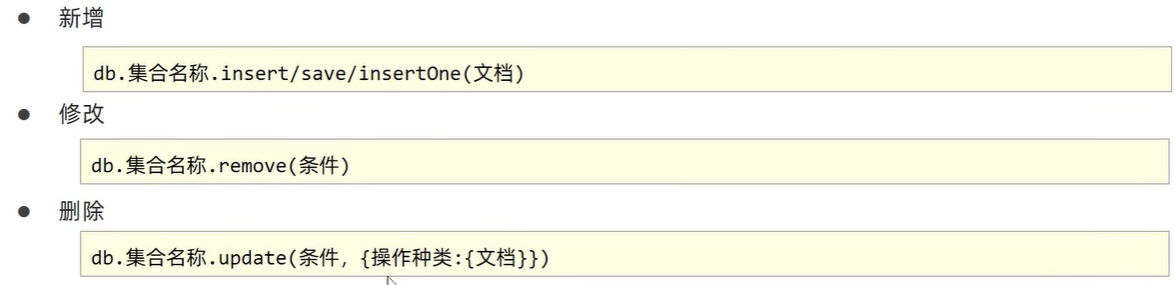 ● 新增
db.集合名称.insert/save/insertOne(文档)
● 修改
db.集合名称.remove(条件)
● 删除
db.集合名称.update(条件, {操作种类:{文档}})